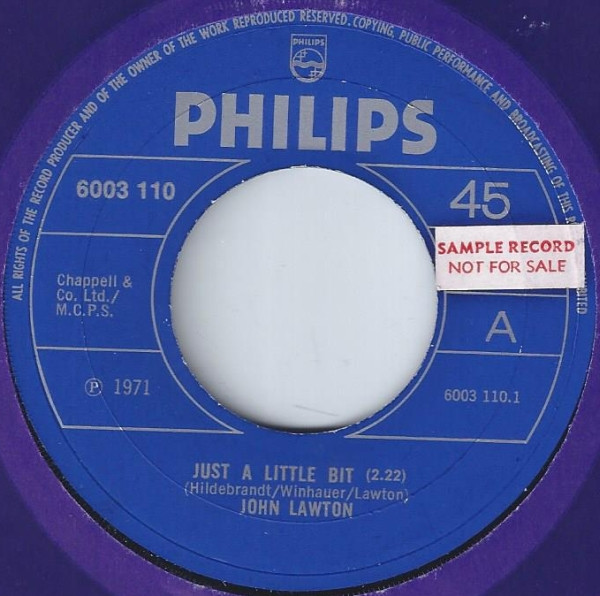 ALL RIGHTS OF THE RECORD PRODUCER AND OF THE OWNER OF THE WORK REPRODUCED RESERVED. COPYING, PUBLIC PERFORMANCE AND BROADCASTING OF THIS R
ITED
PHILIPS
PHILIPS
6003 110
45
SAMPLE RECORD
NOT FOR SALE
Chappell &
Co. Ltd./
M.C.P.S.
A
Ⓟ 1971
6003 110.1
JUST A LITTLE BIT (2.22)
(Hildebrandt/Winhauer/Lawton)
JOHN LAWTON